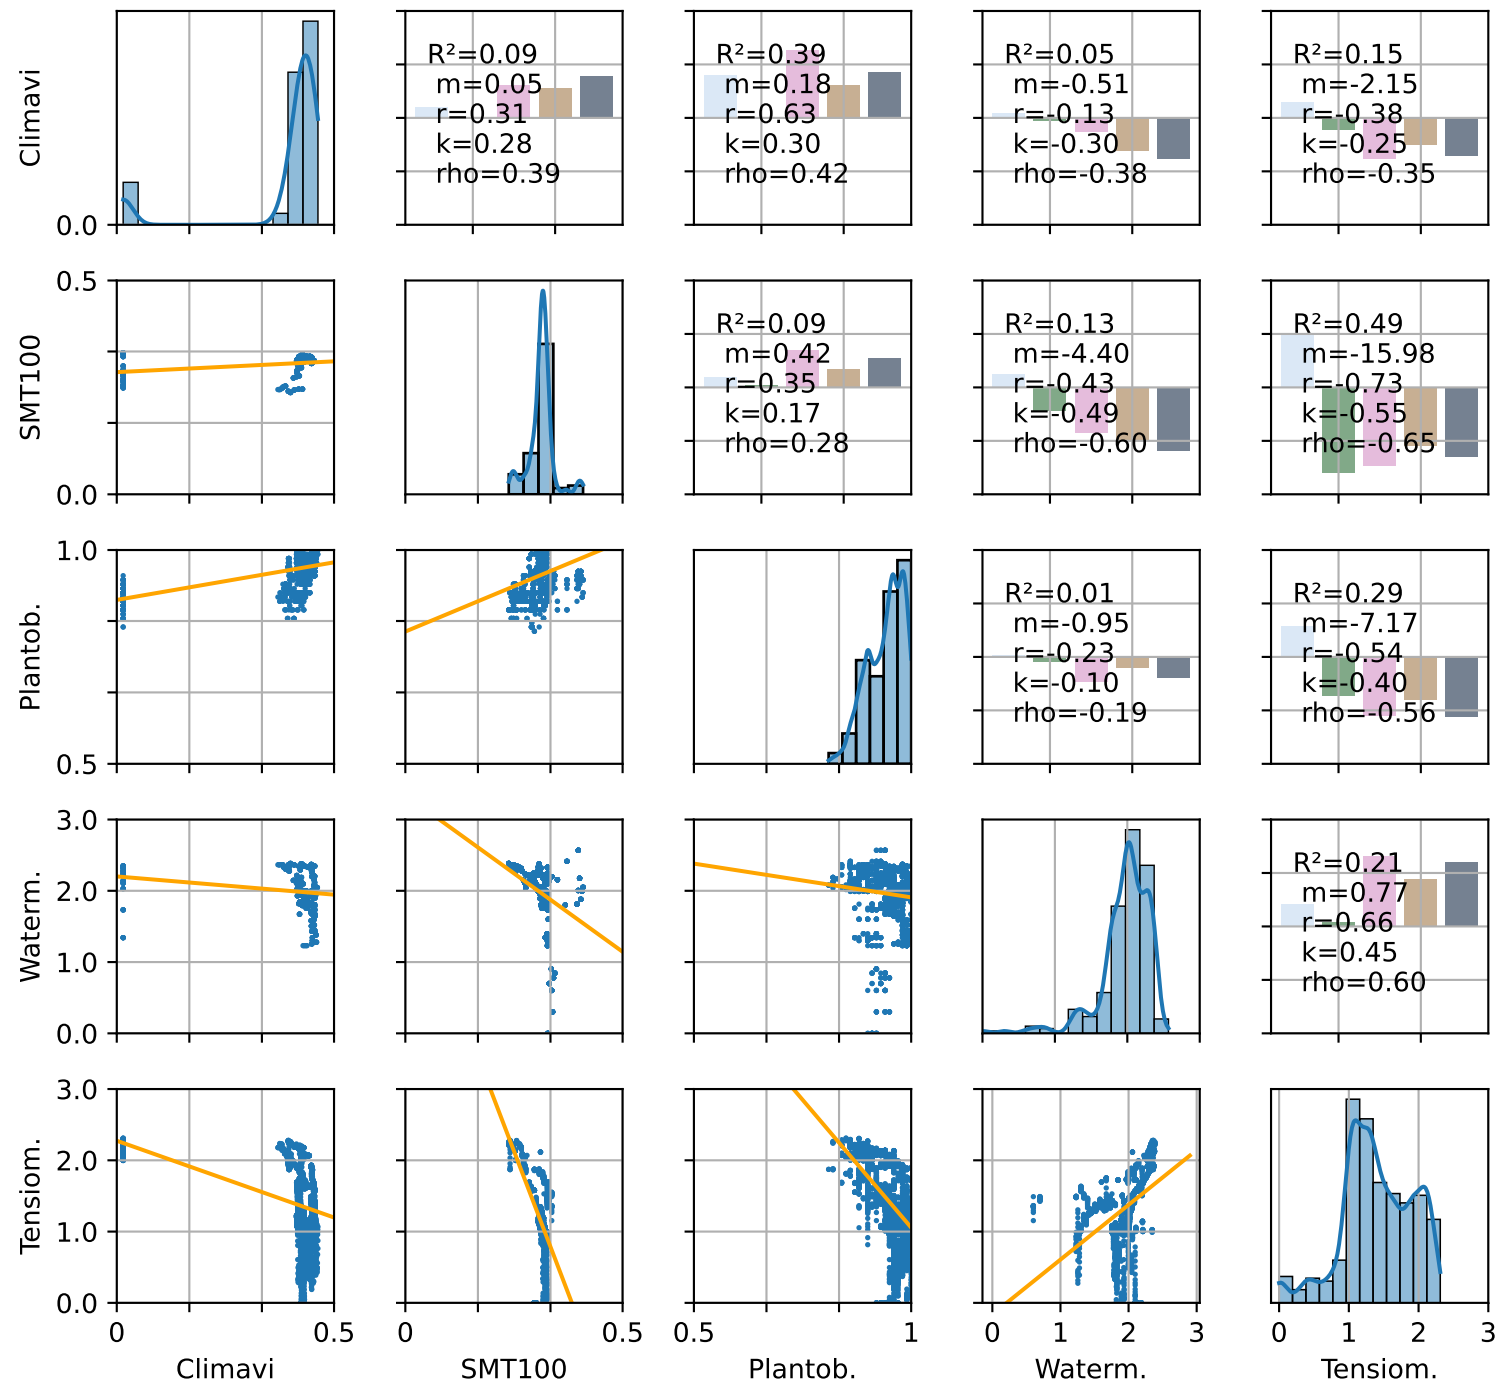 Climavi
0.0
R²=0.09
m=0.05
r=0.31
k=0.28
rho=0.39
R²=0.39
m=0.18
r=0.63
k=0.30
rho=0.42
R²=0.05
m=-0.51
r=-0.13
k=-0.30
rho=-0.38
R²=0.15
m=-2.15
r=-0.38
k=-0.25
rho=-0.35
SMT100
0.5
0.0
R²=0.09
m=0.42
r=0.35
k=0.17
rho=0.28
R²=0.13
m=-4.40
r=-0.43
k=-0.49
rho=-0.60
R²=0.49
m=-15.98
r=-0.73
k=-0.55
rho=-0.65
Plantob.
1.0
0.5
R²=0.01
m=-0.95
r=-0.23
k=-0.10
rho=-0.19
R²=0.29
m=-7.17
r=-0.54
k=-0.40
rho=-0.56
Waterm.
3.0
2.0
1.0
0.0
R²=0.21
m=0.77
r=0.66
k=0.45
rho=0.60
Tensiom.
3.0
2.0
1.0
0.0
0 0.5
0 0.5
0.5 1
0 1 2 3
0 1 2 3
Climavi
SMT100
Plantob.
Waterm.
Tensiom.